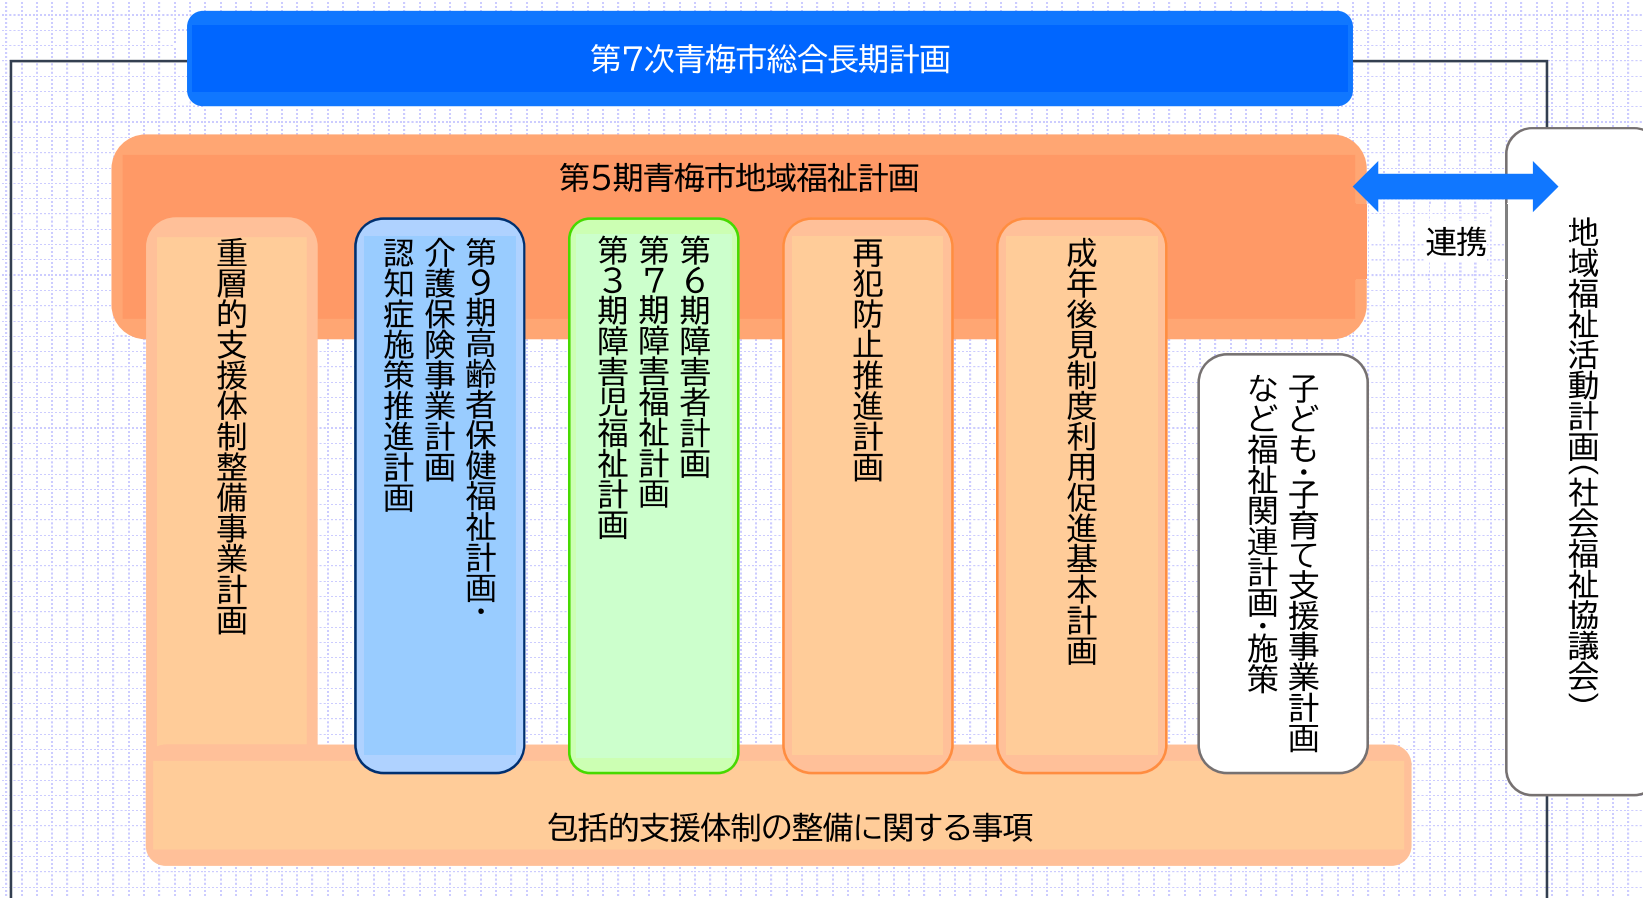 第7次青梅市総合長期計画
第5期青梅市地域福祉計画
連携
重層的支援体制整備事業計画
第９期高齢者保健福祉計画・
介護保険事業計画
認知症施策推進計画
第６期障害者計画
第７期障害福祉計画
第３期障害児福祉計画
再犯防止推進計画
成年後見制度利用促進基本計画
子ども・子育て支援事業計画
など福祉関連計画・施策
地域福祉活動計画（社会福祉協議会）
包括的支援体制の整備に関する事項